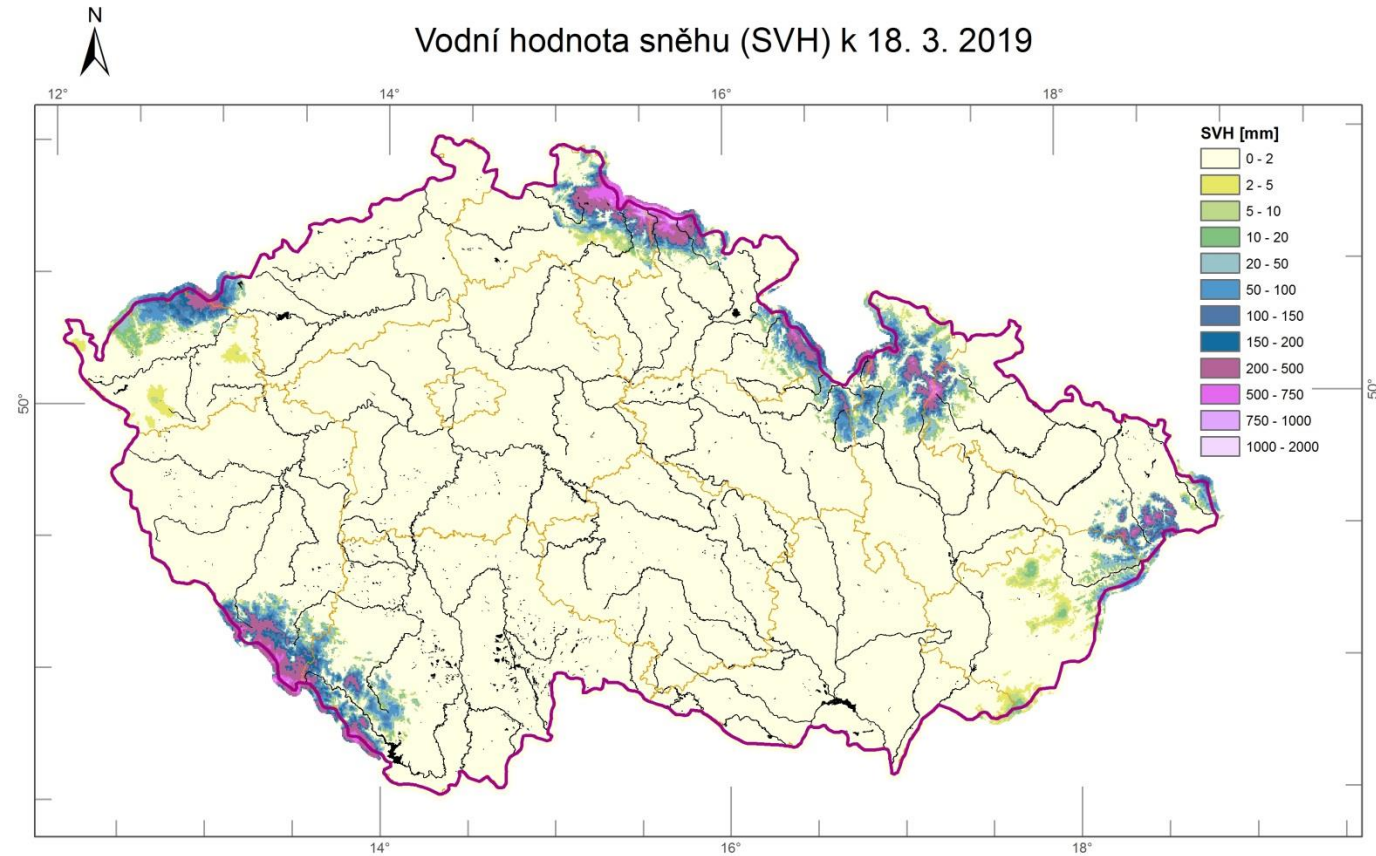 N
Vodní hodnota sněhu (SVH) k 18. 3. 2019
12°
14°
16°
18°
SVH [mm]
0 - 2
2 - 5
5 - 10
10 - 20
20 - 50
50 - 100
100 - 150
150 - 200
200 - 500
500 - 750
750 - 1000
1000 - 2000
50°
50°
14°
16°
18°